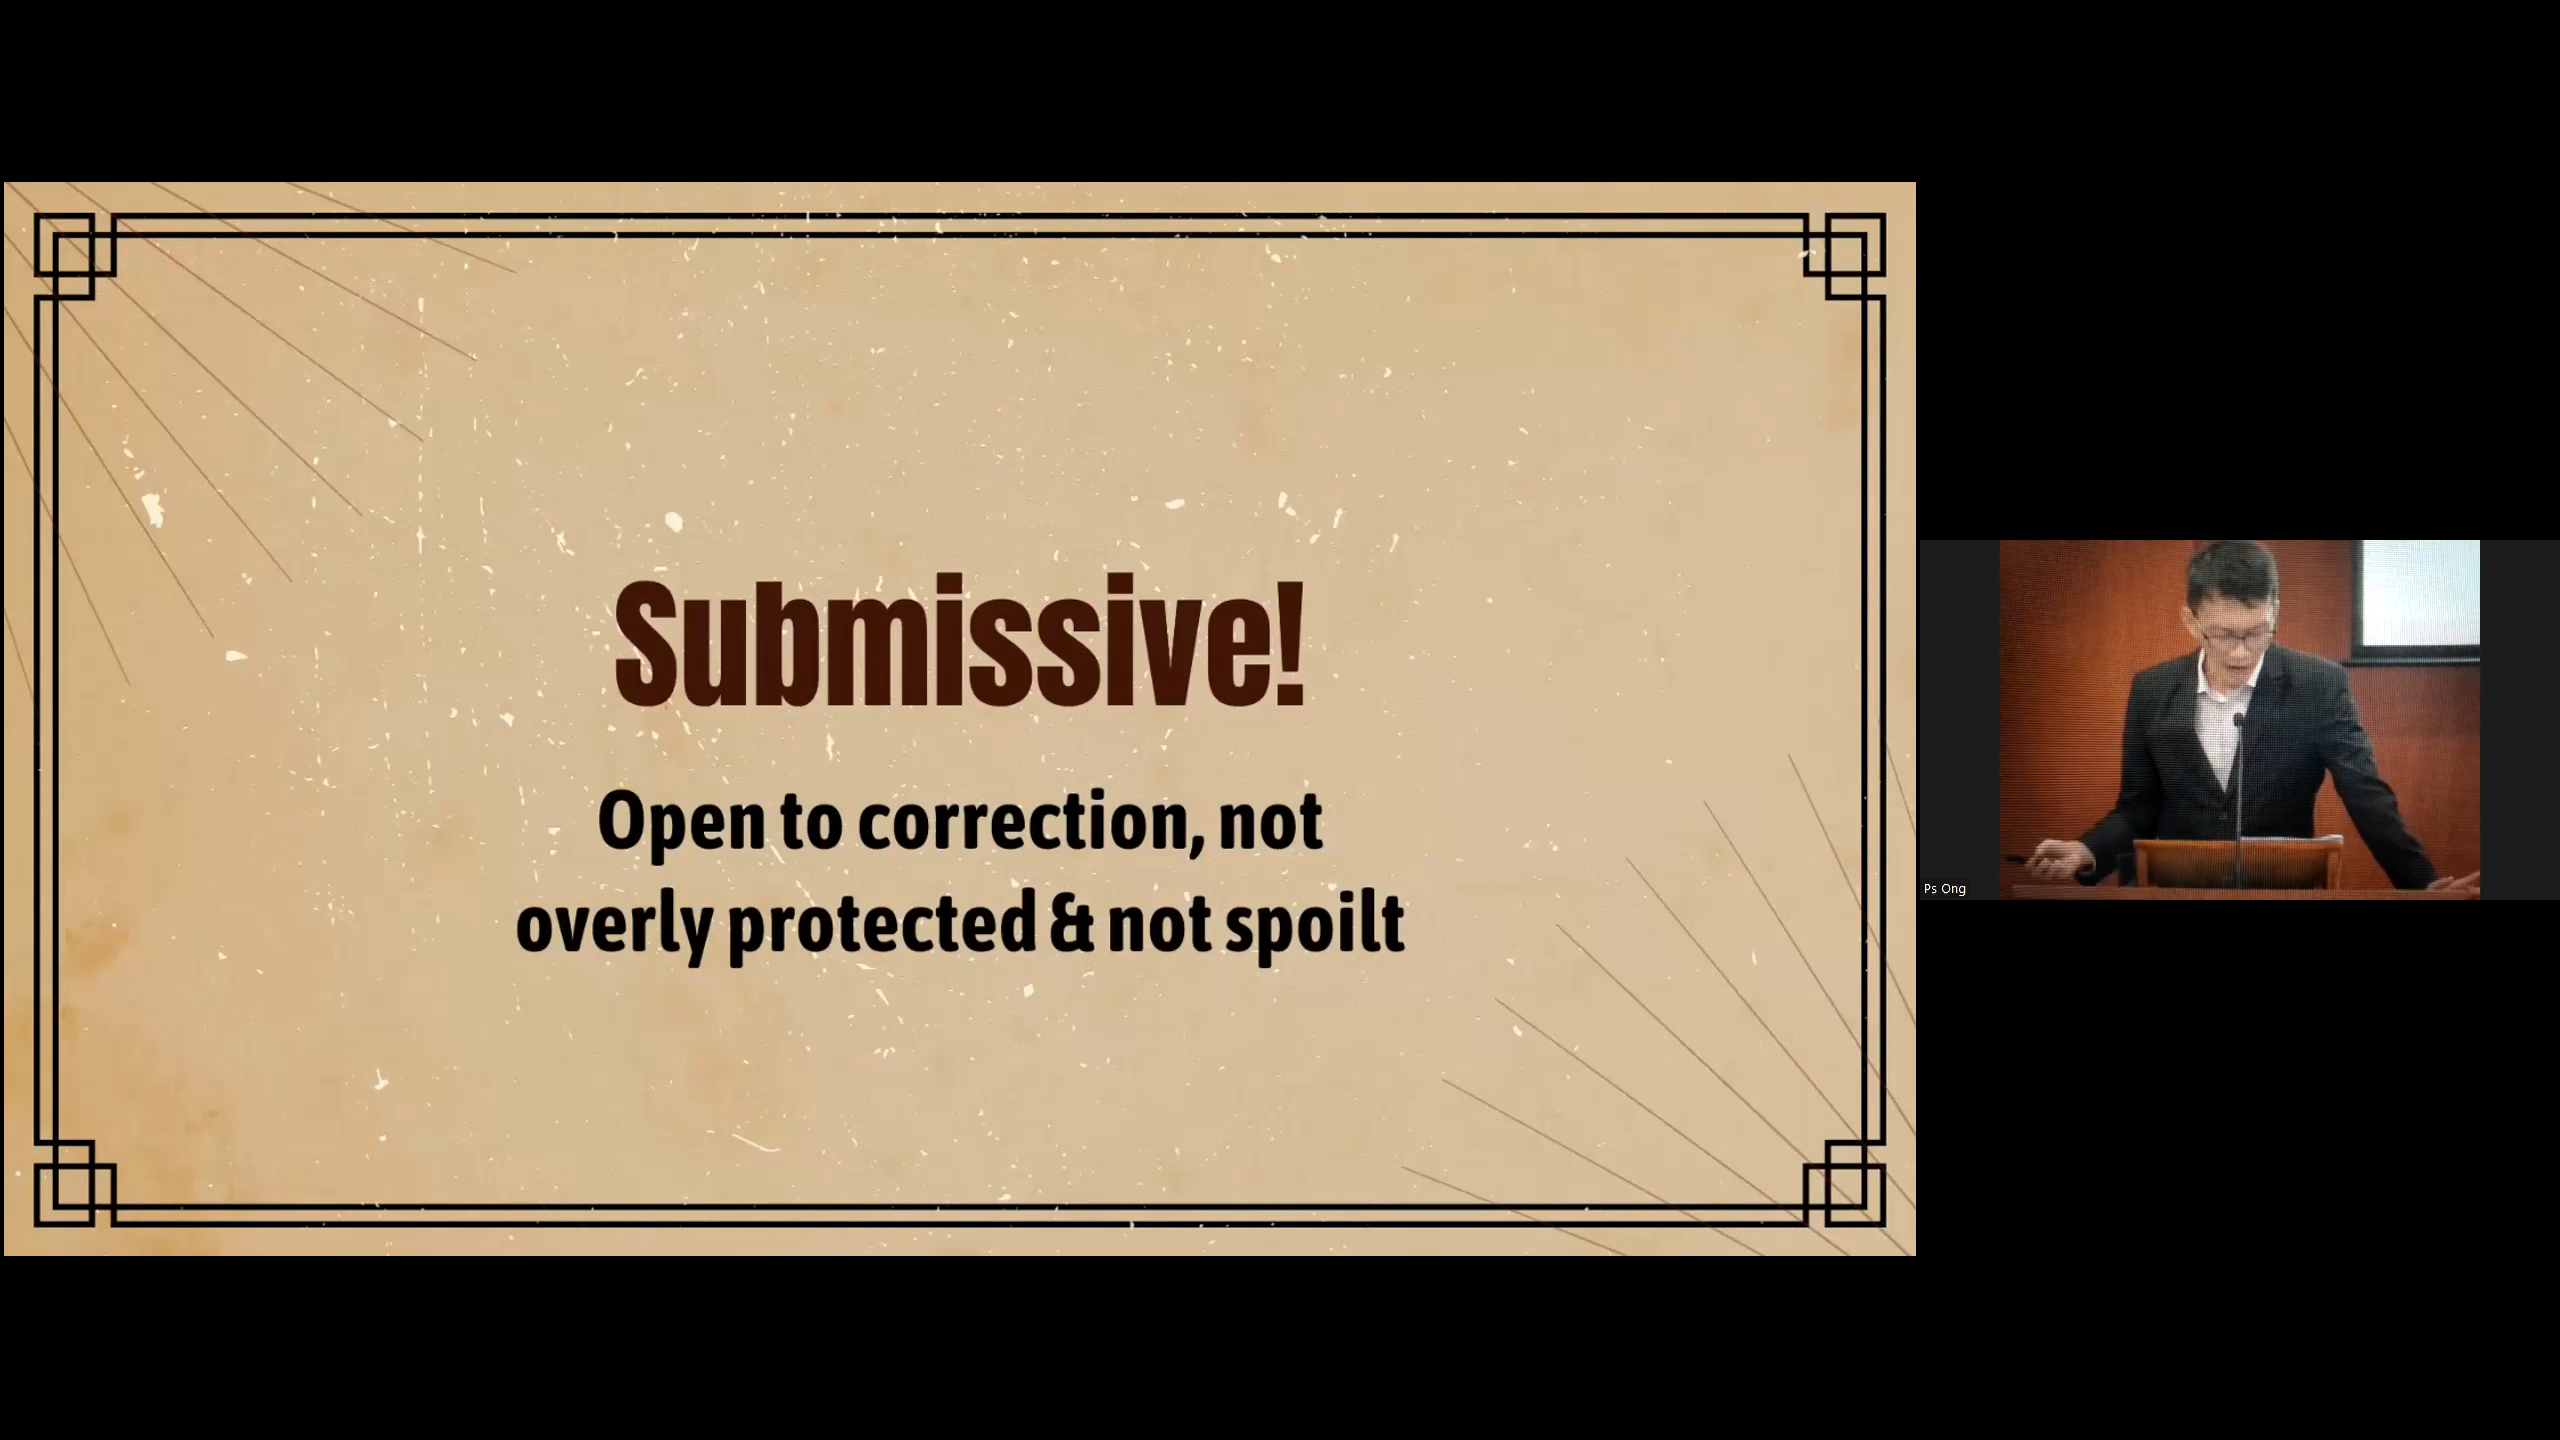 Submissive!
Open to correction, not
overly protected & not spoilt
Ps Ong